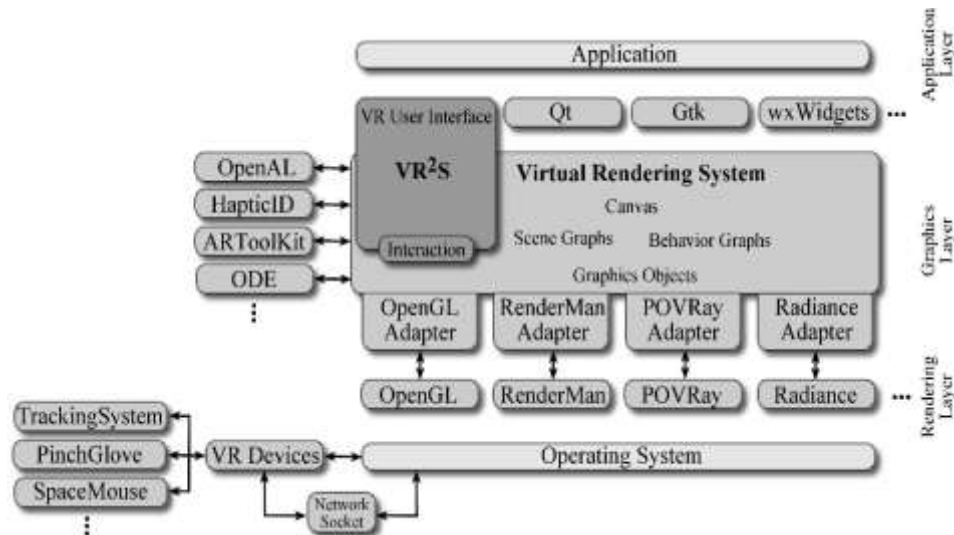 Application
Application Layer
VR User Interface
Qt
Gtk
wxWidgets
...
VR²S
Interaction
Virtual Rendering System
Canvas
Scene Graphs
Behavior Graphs
Graphics Objects
Graphics Layer
OpenAL
HapticID
ARToolKit
ODE
...
OpenGL Adapter
RenderMan Adapter
POVRay Adapter
Radiance Adapter
OpenGL
RenderMan
POVRay
Radiance
...
Rendering Layer
TrackingSystem
PinchGlove
SpaceMouse
...
VR Devices
Operating System
Network
Socket